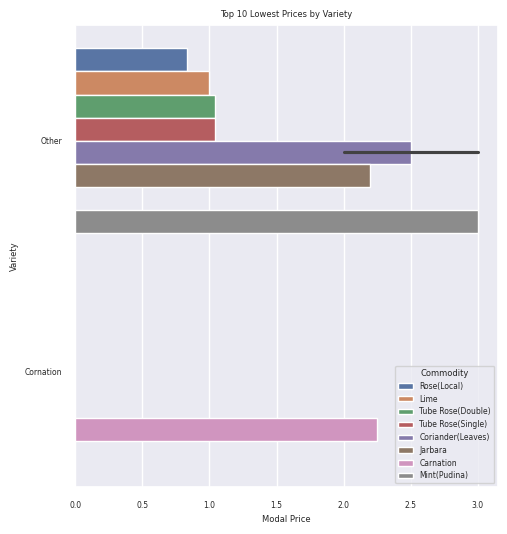 Top 10 Lowest Prices by Variety
Other
Cornation
Variety
0.0 0.5 1.0 1.5 2.0 2.5 3.0
Modal Price
Commodity
Rose(Local)
Lime
Tube Rose(Double)
Tube Rose(Single)
Coriander(Leaves)
Jarbara
Carnation
Mint(Pudina)